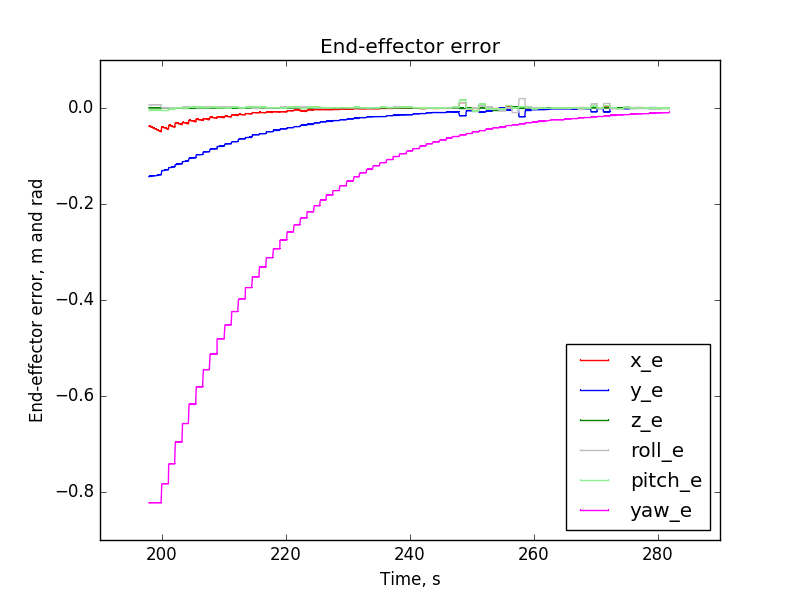 End-effector error
End-effector error, m and rad
0.0
−0.2
−0.4
−0.6
−0.8
200
220
240
260
280
Time, s
x_e
y_e
z_e
roll_e
pitch_e
yaw_e